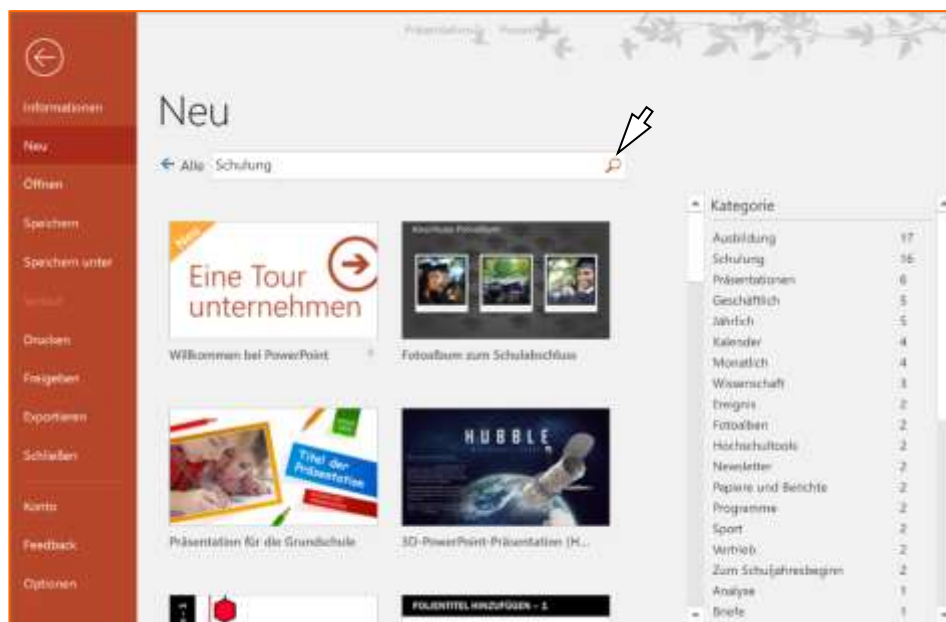 Informationen
Neu
Öffnen
Speichern
Speichern unter
Drucken
Freigeben
Exportieren
Schließen
Konto
Feedback
Optionen
Neu
Alle
Schulung
Neu
Eine Tour
unternehmen
Willkommen bei PowerPoint
Fotoalbum zum Schulabschluss
Titel der
Präsentation
Präsentation für die Grundschule
HUBBLE
3D-PowerPoint-Präsentation (H...
FOLIENTITEL HINZUFÜGEN – 1
Kategorie
Ausbildung 17
Schulung 16
Präsentationen 6
Geschäftlich 5
Jährlich 5
Kalender 4
Monatlich 4
Wissenschaft 3
Ereignis 2
Fotoalben 2
Hochschultools 2
Newsletter 2
Papiere und Berichte 2
Programme 2
Sport 2
Vertrieb 2
Zum Schuljahresbeginn 2
Analyse 1
Briefe 1